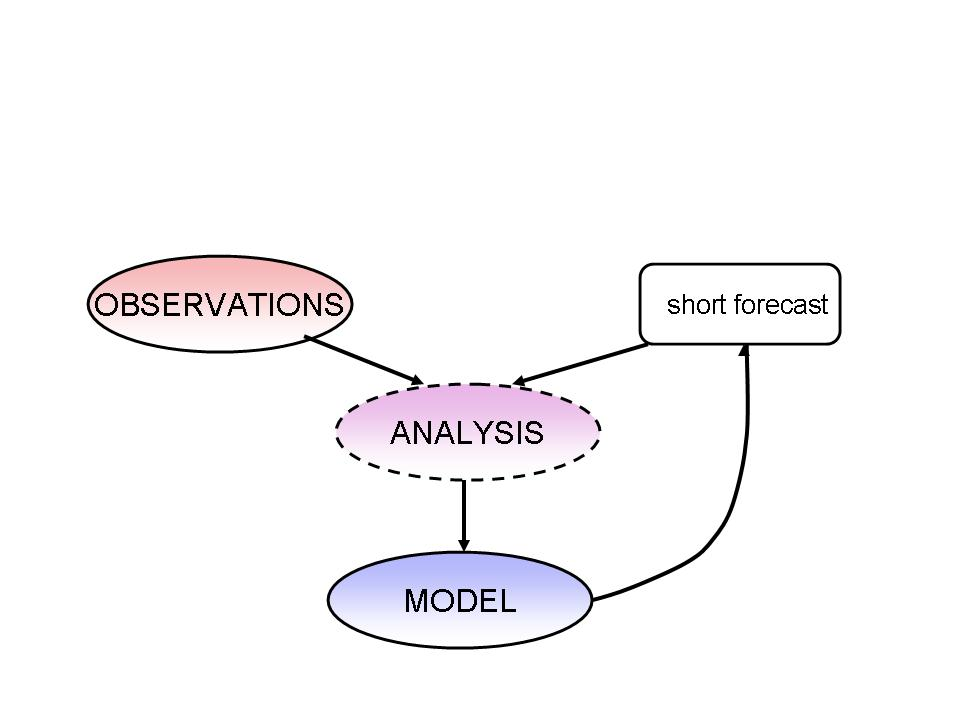 OBSERVATIONS
short forecast
ANALYSIS
MODEL